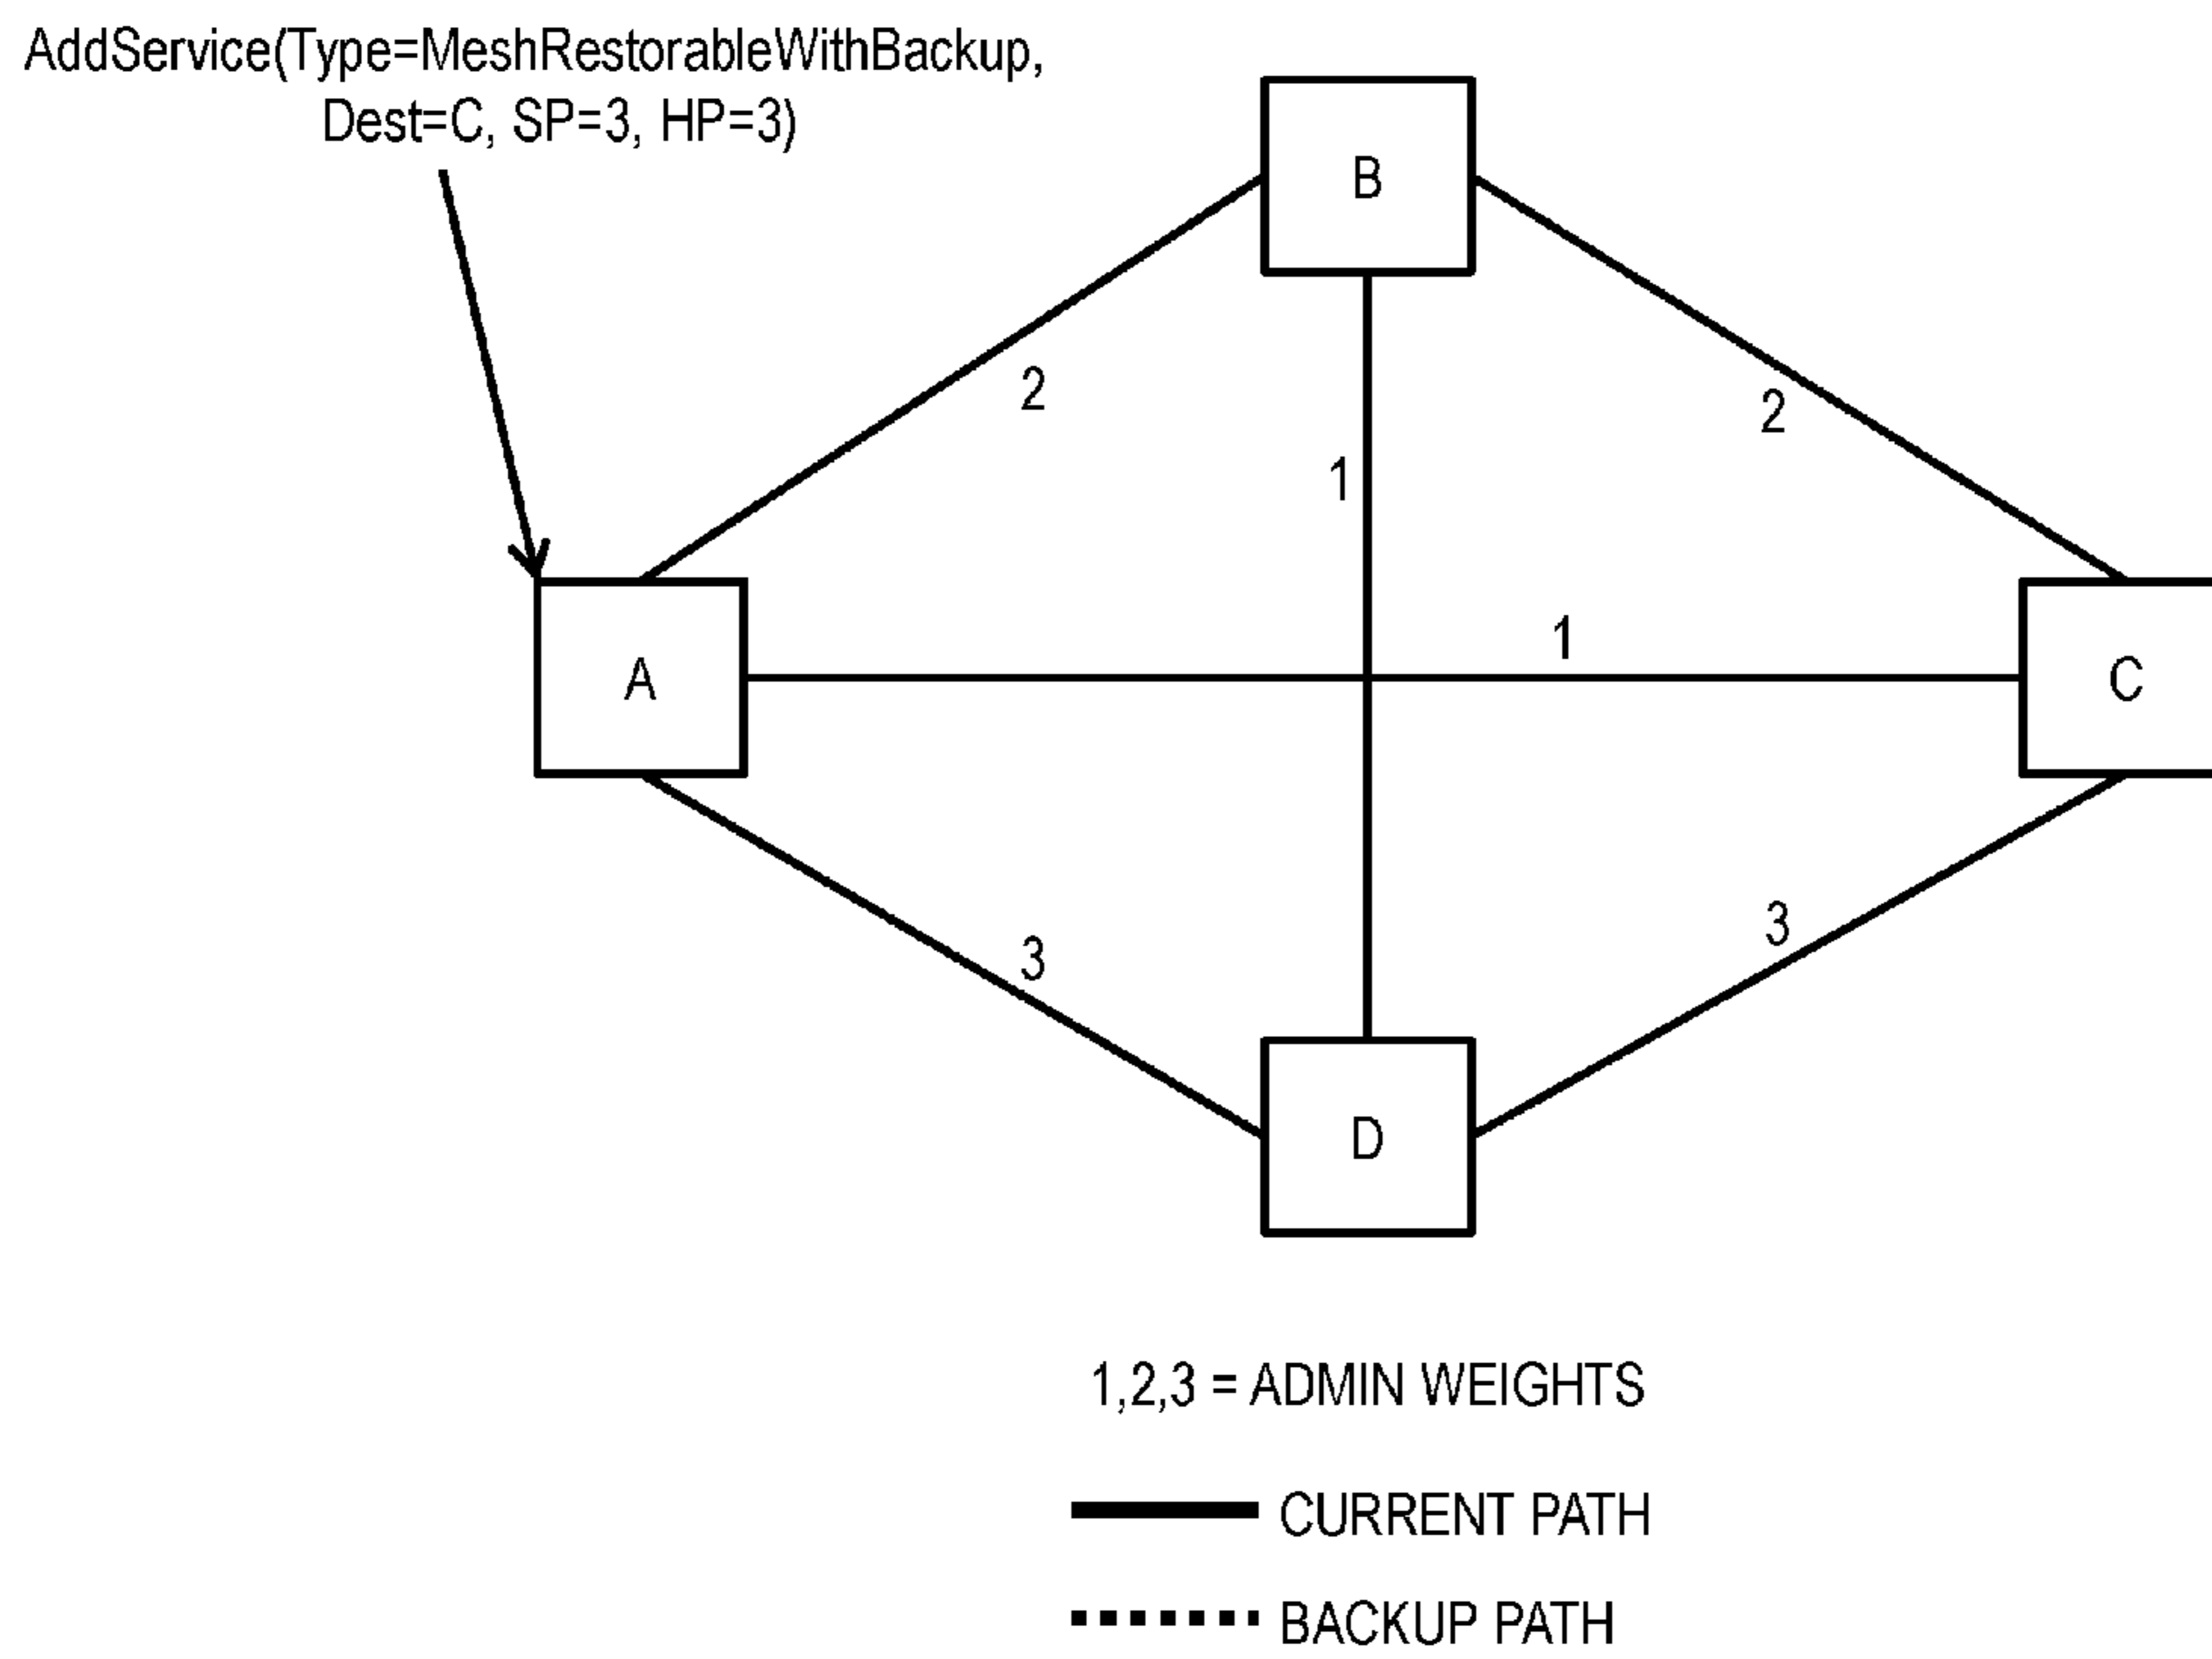 AddService(Type=MeshRestorableWithBackup,
Dest=C, SP=3, HP=3)
B
2
2
1
1
A
C
3
3
D
1,2,3 = ADMIN WEIGHTS
CURRENT PATH
BACKUP PATH